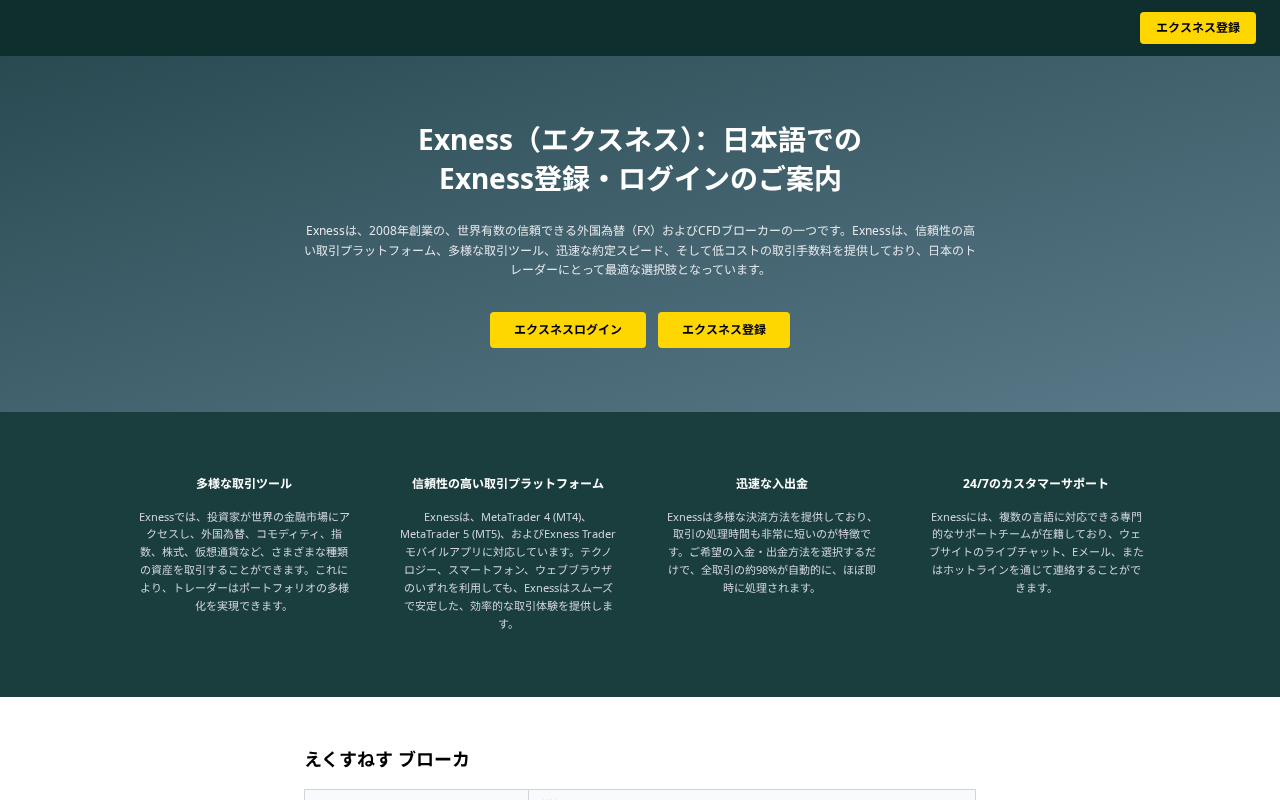 エクスネス登録
Exness（エクスネス）：日本語での
Exness登録・ログインのご案内
Exnessは、2008年創業の、世界有数の信頼できる外国為替（FX）およびCFDブローカーの一つです。Exnessは、信頼性の高
い取引プラットフォーム、多様な取引ツール、迅速な約定スピード、そして低コストの取引手数料を提供しており、日本のト
レーダーにとって最適な選択肢となっています。
エクスネスログイン
エクスネス登録
多様な取引ツール
Exnessでは、投資家が世界の金融市場にア
クセスし、外国為替、コモディティ、指
数、株式、仮想通貨など、さまざまな種類
の資産を取引することができます。これに
より、トレーダーはポートフォリオの多様
化を実現できます。
信頼性の高い取引プラットフォーム
Exnessは、MetaTrader 4 (MT4)、
MetaTrader 5 (MT5)、およびExness Trader
モバイルアプリに対応しています。テクノ
ロジー、スマートフォン、ウェブブラウザ
のいずれを利用しても、Exnessはスムーズ
で安定した、効率的な取引体験を提供しま
す。
迅速な入出金
Exnessは多様な決済方法を提供しており、
取引の処理時間も非常に短いのが特徴で
す。ご希望の入金・出金方法を選択するだ
けで、全取引の約98%が自動的に、ほぼ即
時に処理されます。
24/7のカスタマーサポート
Exnessには、複数の言語に対応できる専門
的なサポートチームが在籍しており、ウェ
ブサイトのライブチャット、Eメール、また
はホットラインを通じて連絡することがで
きます。
えくすねす ブローカ